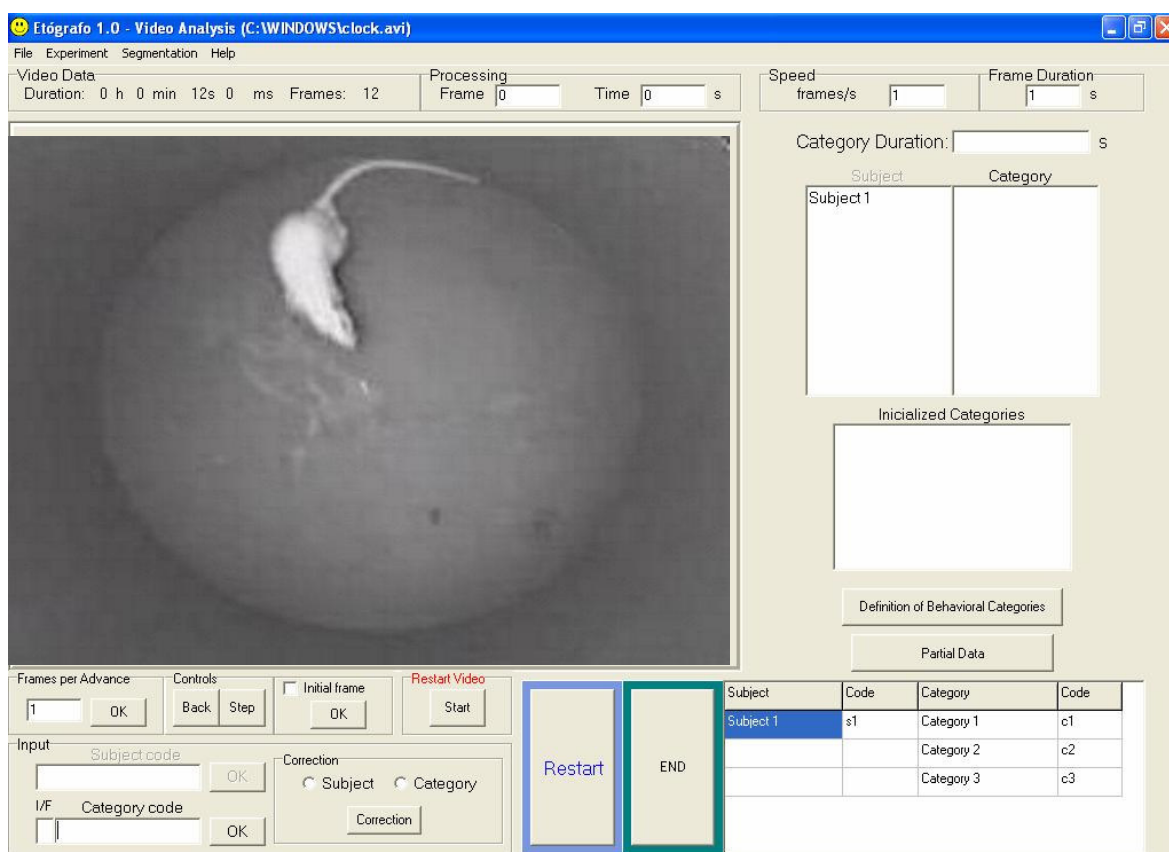 Etógrafo 1.0 - Video Analysis (C:\WINDOWS\clock.avi)
File Experiment Segmentation Help
Video Data
Duration: 0 h 0 min 12s 0 ms Frames: 12
Processing
Frame 0 Time 0 s
Speed
frames/s 1
Frame Duration
1 s
Category Duration: s
Subject Category
Subject 1
Inicialized Categories
Definition of Behavioral Categories
Partial Data
Frames per Advance
1 OK
Controls
Back Step
Initial frame
OK
Restart Video
Start
Input
Subject code
OK
I/F Category code
OK
Correction
Subject Category
Correction
Restart
END
Subject Code Category Code
Subject 1 s1 Category 1 c1
Category 2 c2
Category 3 c3